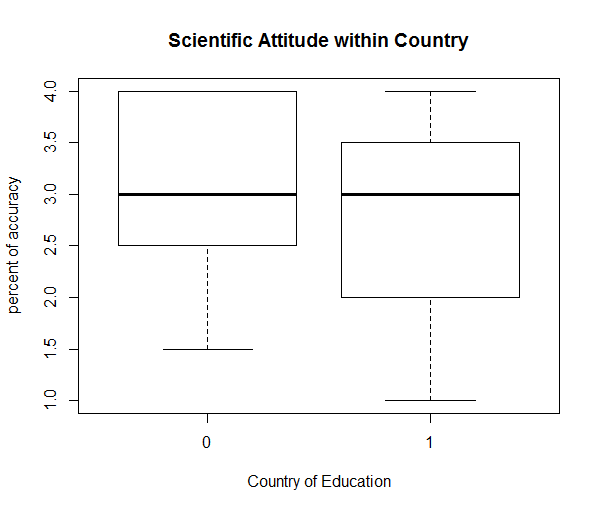 Scientific Attitude within Country
percent of accuracy
4.0
3.5
3.0
2.5
2.0
1.5
1.0
0 1
Country of Education